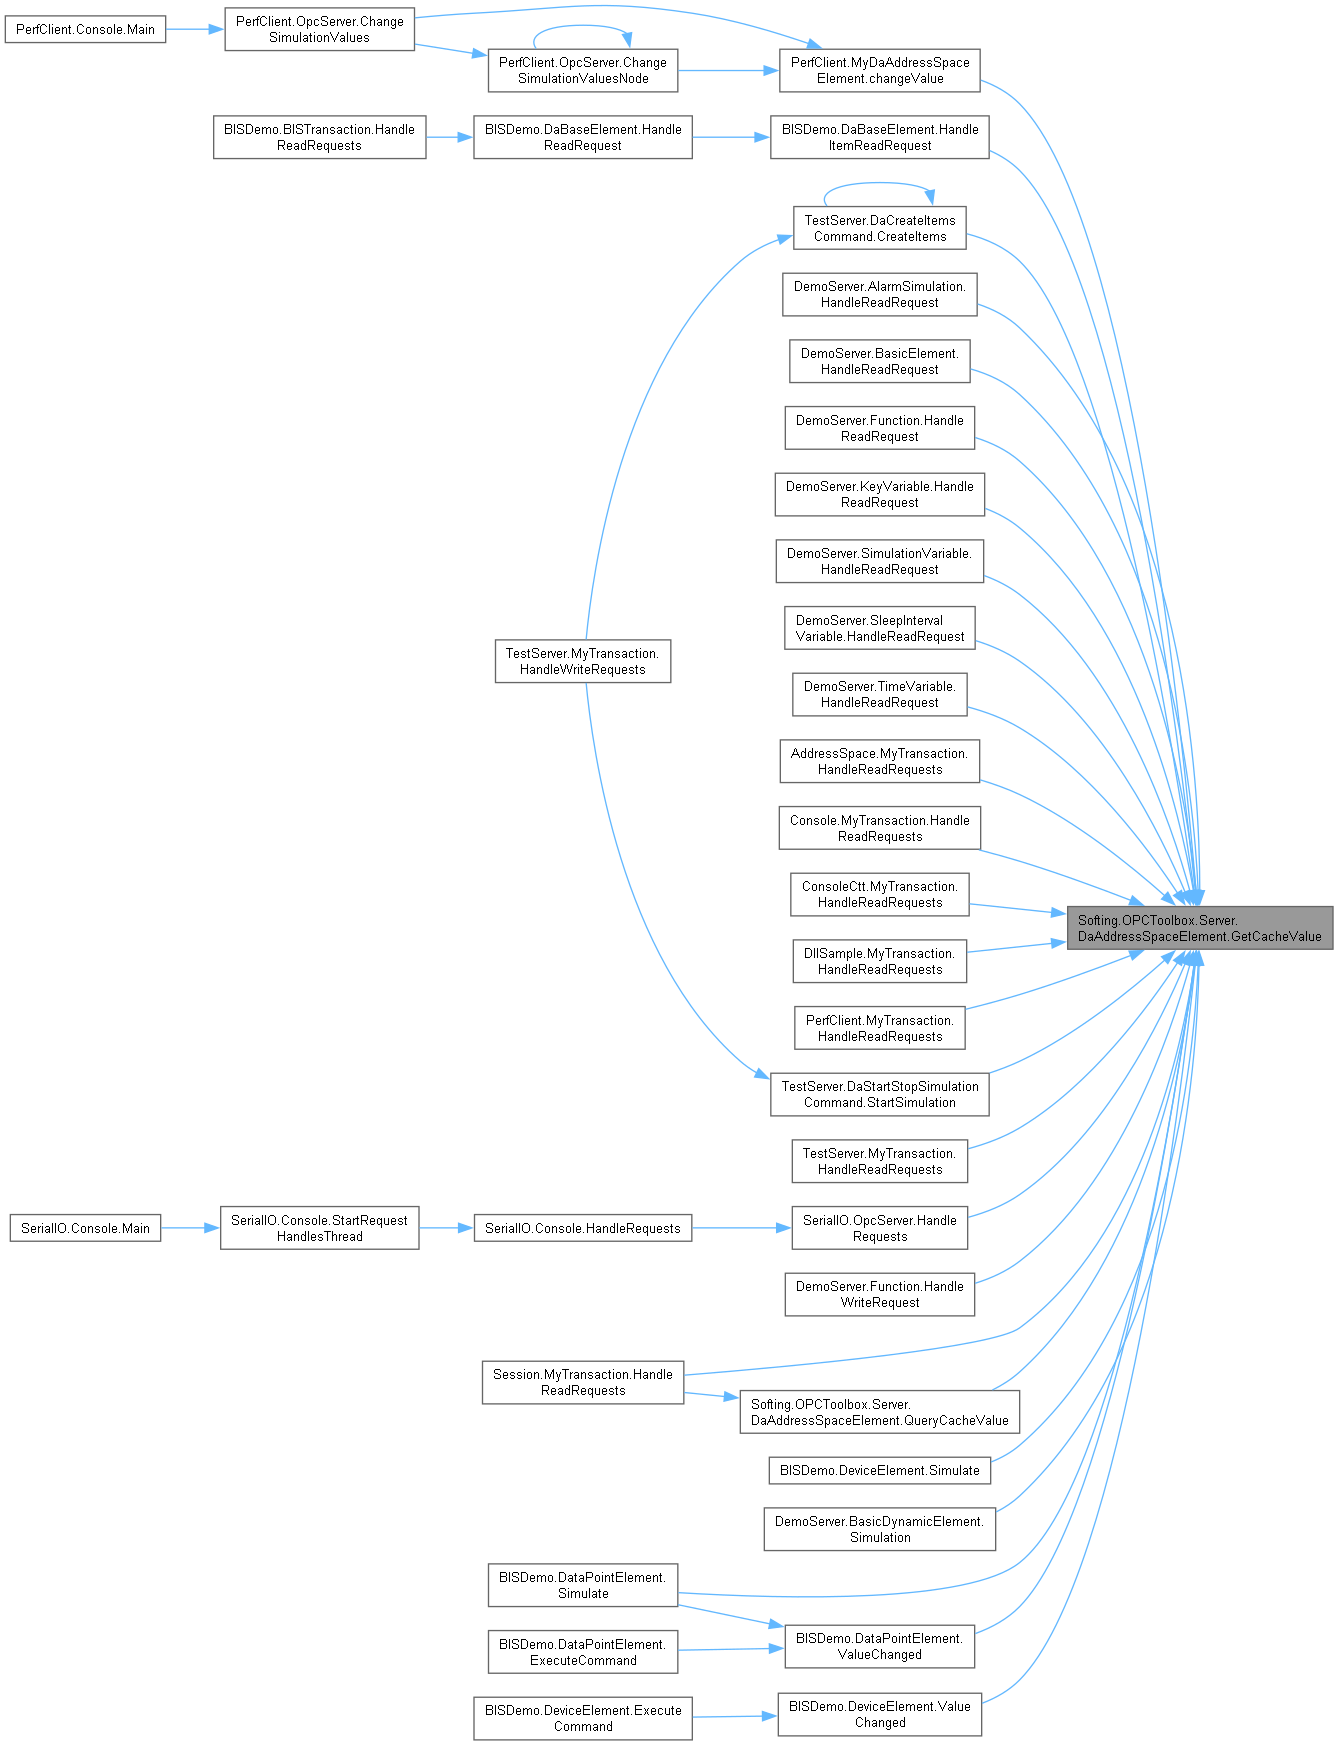 PerfClient.Console.Main
PerfClient.OpcServer.Change
SimulationValues
PerfClient.OpcServer.Change
SimulationValuesNode
PerfClient.MyDaAddressSpace
Element.changeValue
BISDemo.BISTransaction.Handle
ReadRequests
BISDemo.DaBaseElement.Handle
ReadRequest
BISDemo.DaBaseElement.Handle
ItemReadRequest
TestServer.DaCreateItems
Command.CreateItems
DemoServer.AlarmSimulation.
HandleReadRequest
DemoServer.BasicElement.
HandleReadRequest
DemoServer.Function.Handle
ReadRequest
DemoServer.KeyVariable.Handle
ReadRequest
DemoServer.SimulationVariable.
HandleReadRequest
DemoServer.SleepInterval
Variable.HandleReadRequest
TestServer.MyTransaction.
HandleWriteRequests
DemoServer.TimeVariable.
HandleReadRequest
AddressSpace.MyTransaction.
HandleReadRequests
Console.MyTransaction.Handle
ReadRequests
ConsoleCtt.MyTransaction.
HandleReadRequests
Softing.OPCToolbox.Server.
DaAddressSpaceElement.GetCacheValue
DllSample.MyTransaction.
HandleReadRequests
PerfClient.MyTransaction.
HandleReadRequests
TestServer.DaStartStopSimulation
Command.StartSimulation
TestServer.MyTransaction.
HandleReadRequests
SerialIO.Console.Main
SerialIO.Console.StartRequest
HandlesThread
SerialIO.Console.HandleRequests
SerialIO.OpcServer.Handle
Requests
DemoServer.Function.Handle
WriteRequest
Session.MyTransaction.Handle
ReadRequests
Softing.OPCToolbox.Server.
DaAddressSpaceElement.QueryCacheValue
BISDemo.DeviceElement.Simulate
DemoServer.BasicDynamicElement.
Simulation
BISDemo.DataPointElement.
Simulate
BISDemo.DataPointElement.
ExecuteCommand
BISDemo.DataPointElement.
ValueChanged
BISDemo.DeviceElement.Execute
Command
BISDemo.DeviceElement.Value
Changed